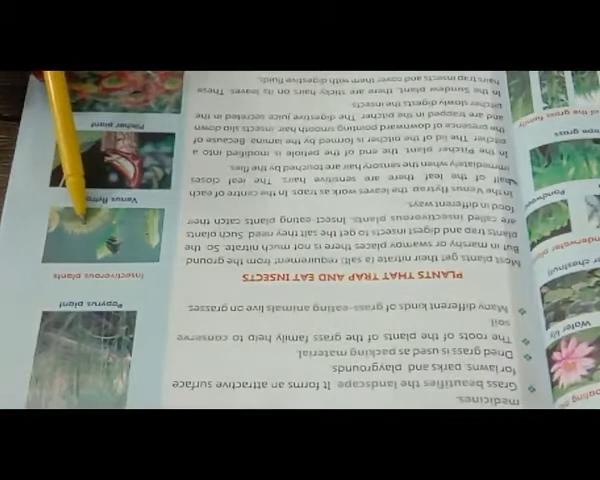 medicines.
Grass beautifies the landscape. It forms an attractive surface
for lawns, parks and playgrounds.
Dried grass is used as packing material.
The roots of the plants of the grass family help to conserve
soil.
Many different kinds of grass-eating animals live on grasses.
PLANTS THAT TRAP AND EAT INSECTS
Most plants get their nitrate (a salt) requirement from the ground
But in marshy or swampy places there is not much nitrate. So, the
plants trap and digest insects to get the salt they need. Such plants
are called insectivorous plants. Insect-eating plants catch their
food in different ways.
In the Venus flytrap the leaves work as traps. In the centre of each
half of the leaf there are sensitive hairs. The leaf closes
immediately when the sensory hair are touched by the flies.
In the Pitcher plant, the end of the petiole is modified into a
pitcher. The lid of the pitcher is formed by the lamina. Because of
the presence of downward pointing smooth hair, insects slip down
and are trapped in the pitcher. The digestive juice secreted in the
pitcher slowly digests the insects.
In the Sundew plant, there are sticky hairs on its leaves. These
hairs trap insects and cover them with digestive fluid.
Papyrus plant
Insectivorous plants
Venus flytrap
Pitcher plant
Water
chestnut
Pondweed
of the grass family